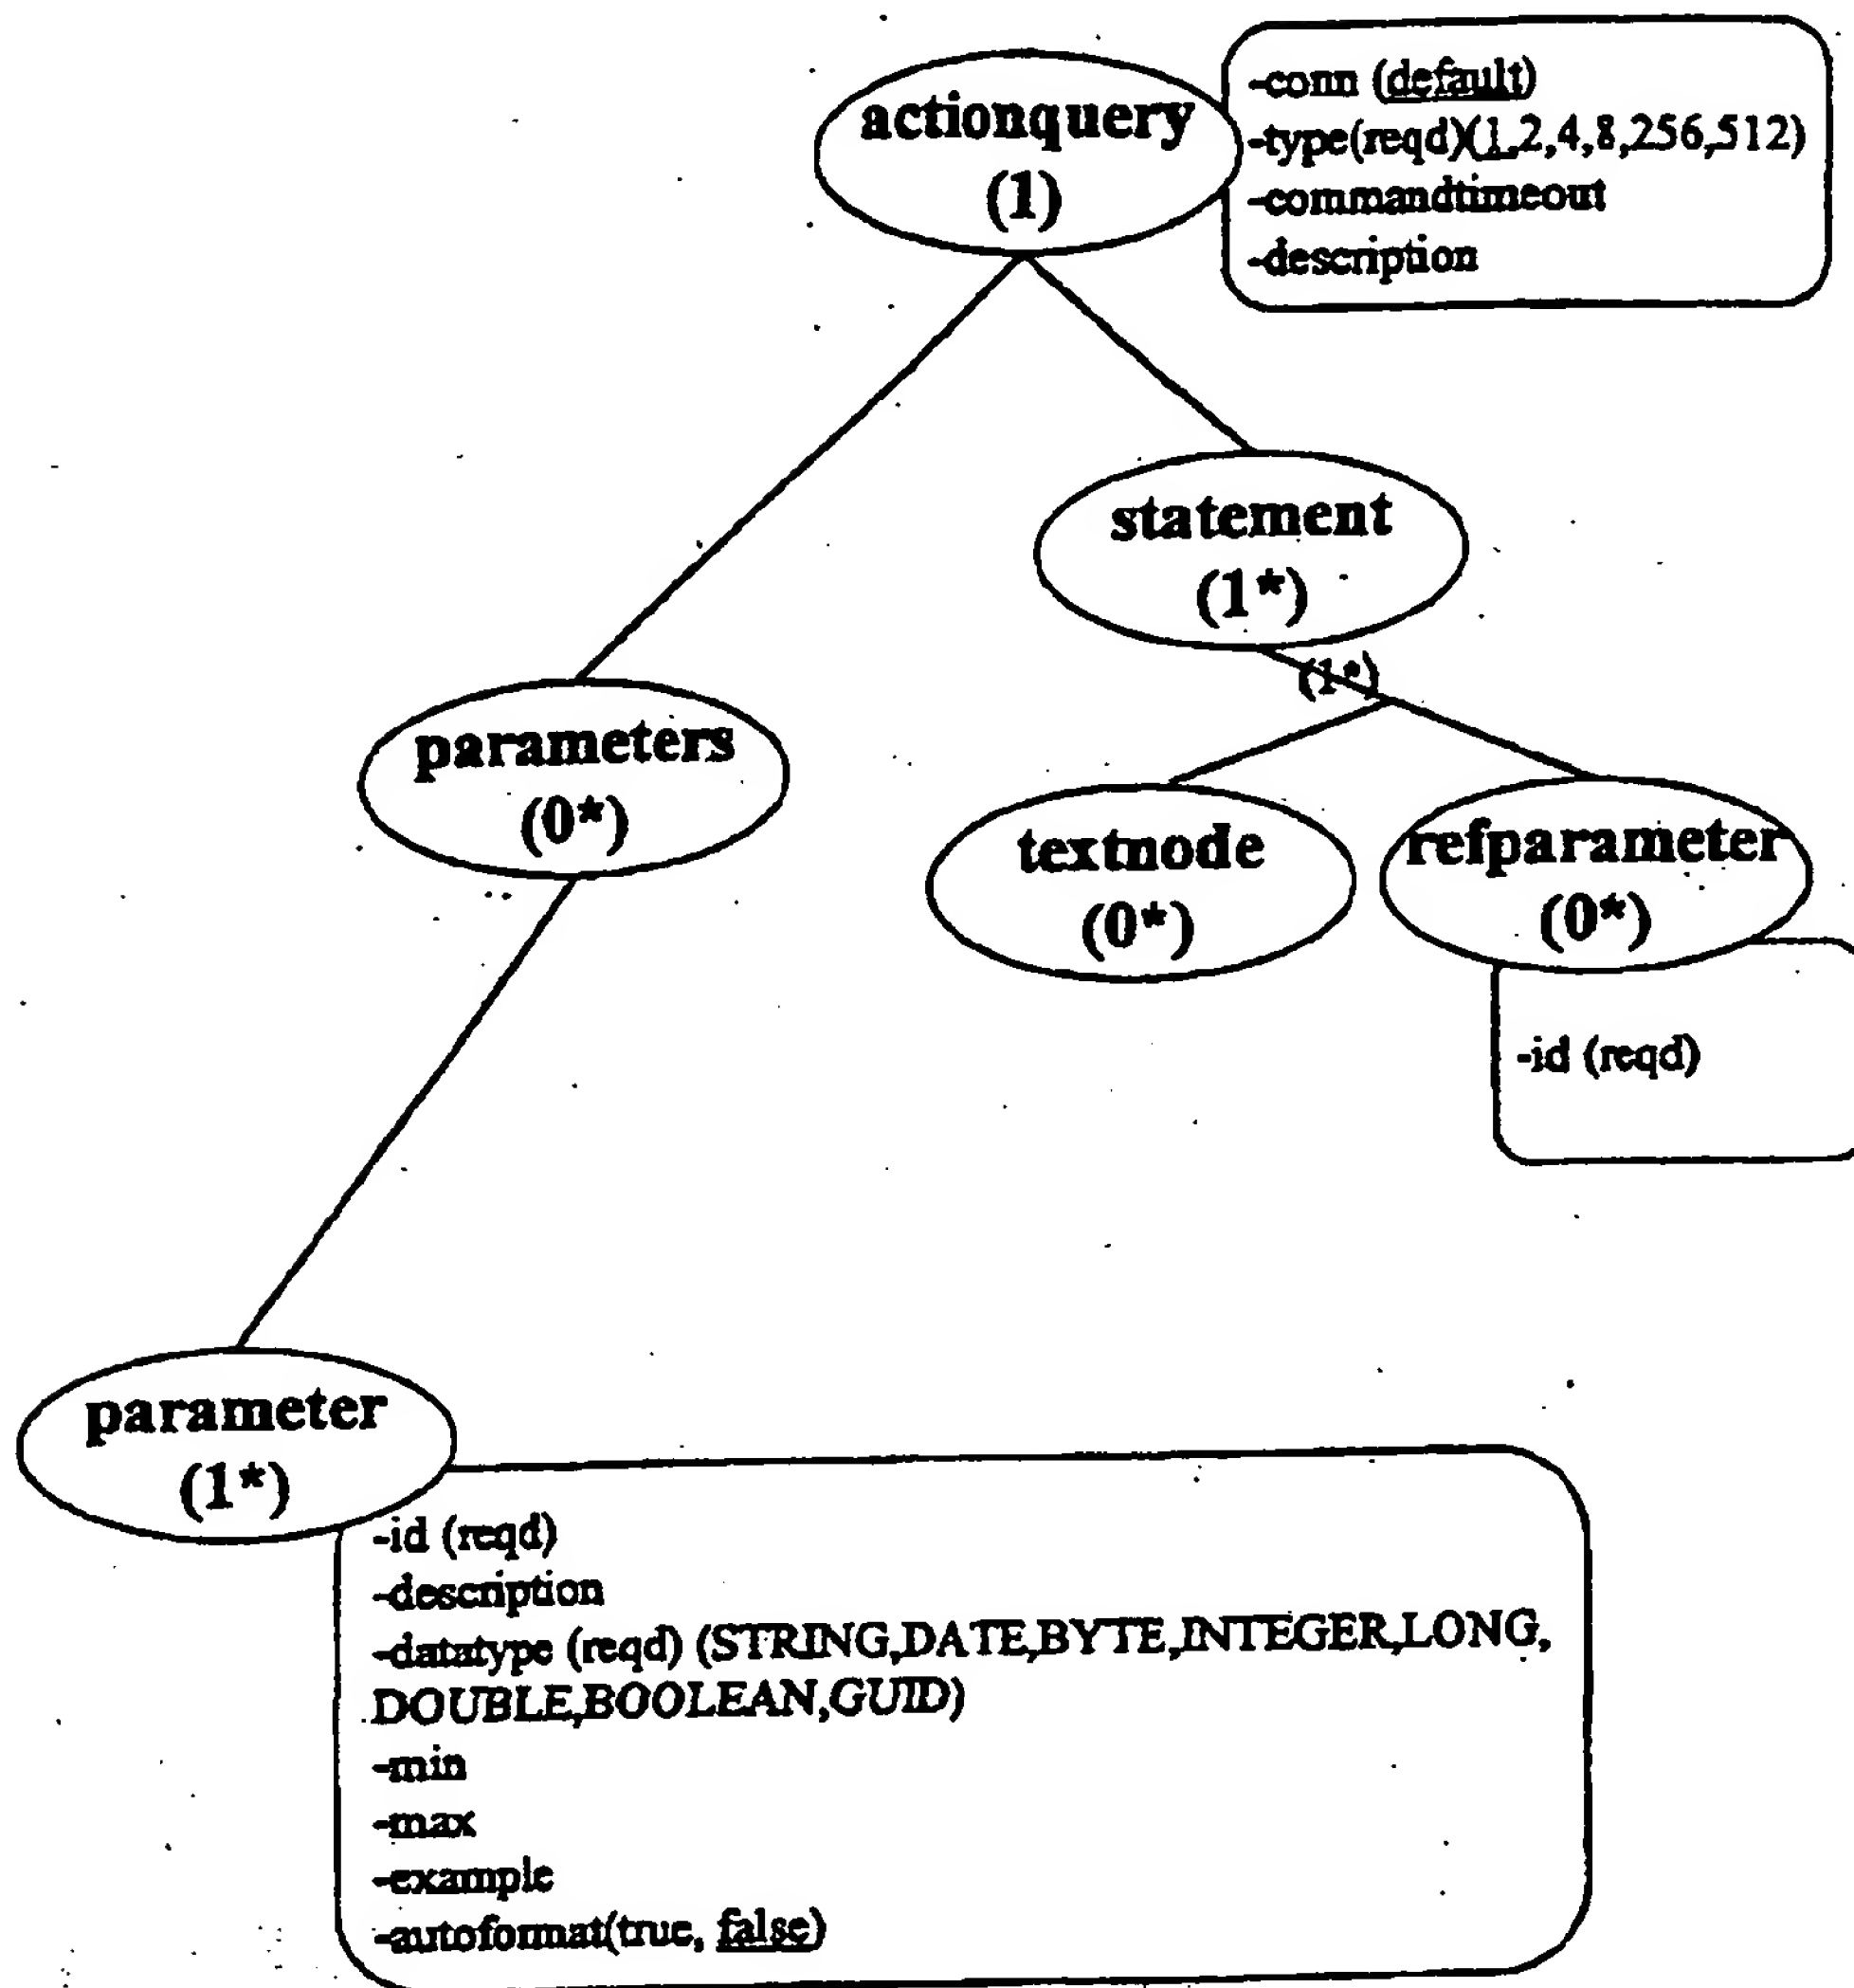 actionquery
(1)
-conn (default)
-type(reqd)(1,2,4,8,256,512)
-commandtimeout
-description
statement
(1*)
(1*)
parameters
(0*)
textnode
(0*)
refparameter
(0*)
-id (reqd)
parameter
(1*)
-id (reqd)
-description
-datatype (reqd) (STRING,DATE,BYTE,INTEGER,LONG,
DOUBLE,BOOLEAN,GUID)
-min
-max
-example
-autoformat(true, false)